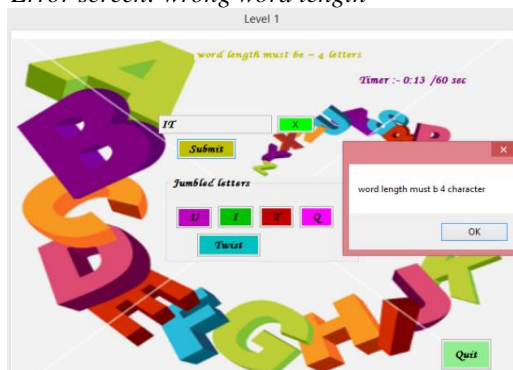 Error screen: wrong word length
Level 1
word length must be = 4 letters
Timer :- 0:13 /60 sec
IT
X
Submit
word length must b 4 character
OK
Jumbled letters
U I T Q
Twist
Quit